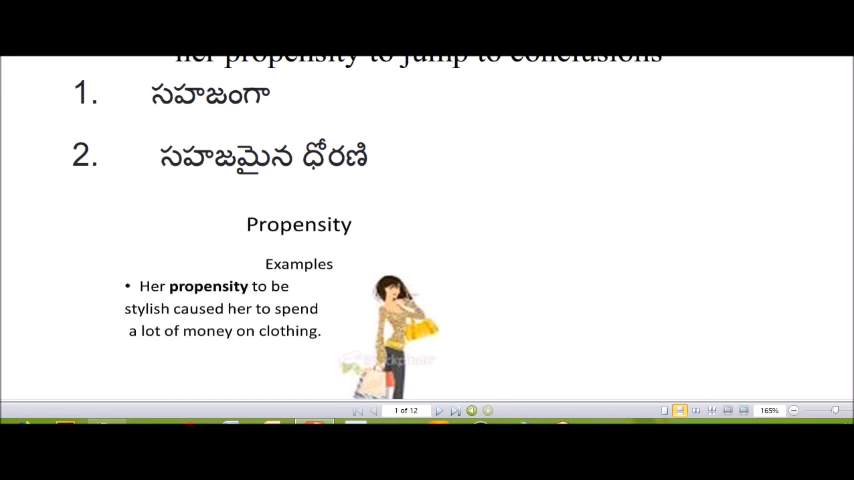 her propensity to jump to conclusions
1. సహజంగా
2. సహజమైన ధోరణి
Propensity
Examples
• Her propensity to be
stylish caused her to spend
a lot of money on clothing.
1 of 12
165%